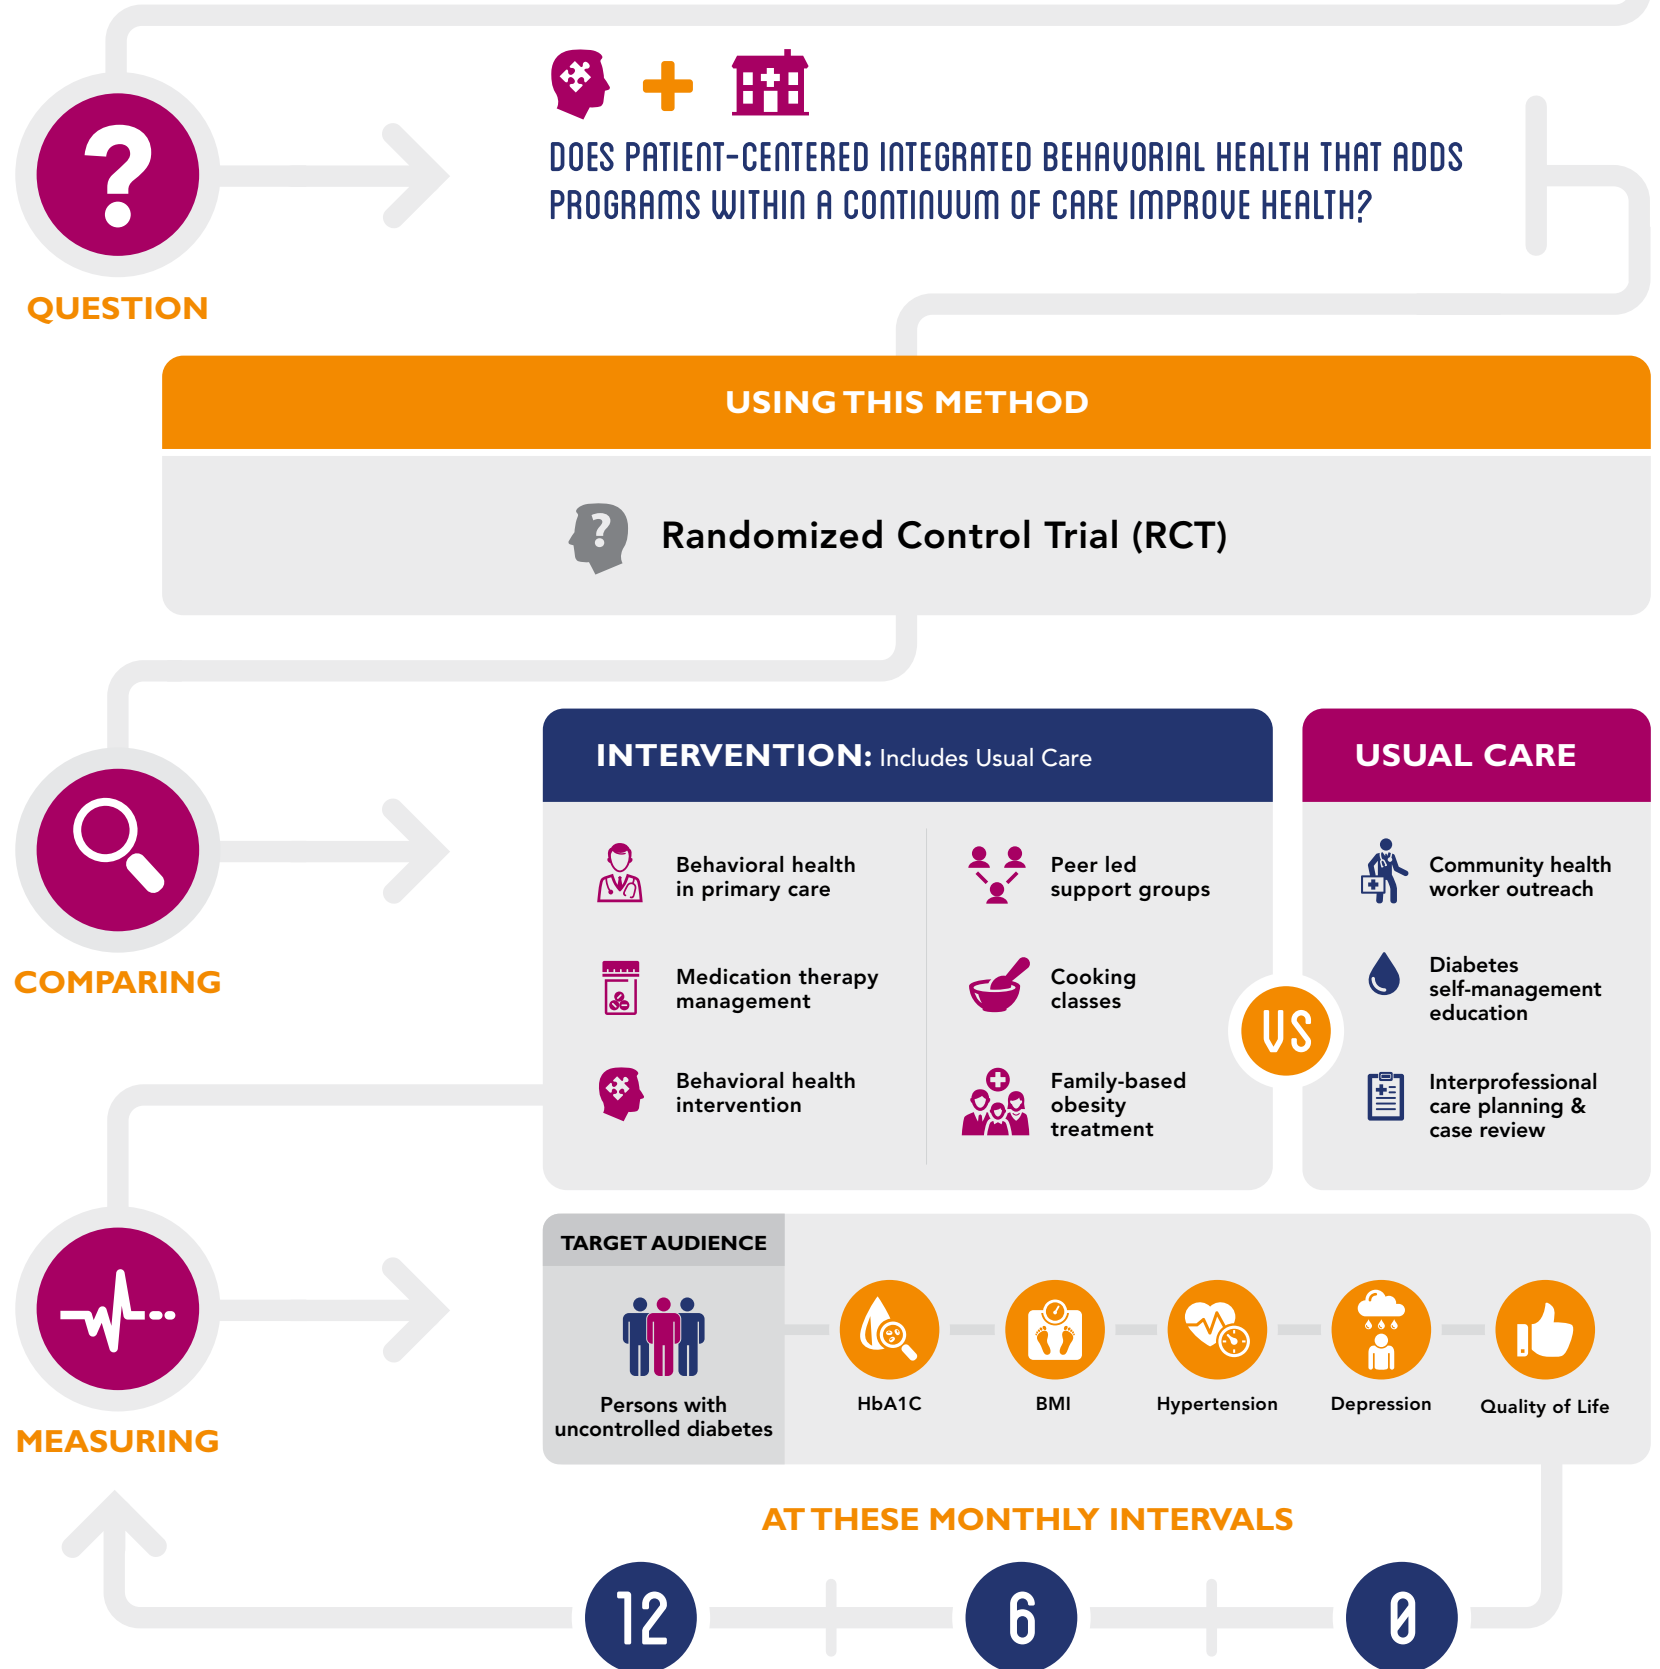 ?
DOES PATIENT-CENTERED INTEGRATED BEHAVORIAL HEALTH THAT ADDS
PROGRAMS WITHIN A CONTINUUM OF CARE IMPROVE HEALTH?
QUESTION
USING THIS METHOD
?
Randomized Control Trial (RCT)
COMPARING
INTERVENTION: Includes Usual Care
Behavioral health
in primary care
Medication therapy
management
Behavioral health
intervention
Peer led
support groups
Cooking
classes
Family-based
obesity
treatment
VS
USUAL CARE
Community health
worker outreach
Diabetes
self-management
education
Interprofessional
care planning &
case review
MEASURING
TARGET AUDIENCE
Persons with
uncontrolled diabetes
HbA1C
BMI
Hypertension
Depression
Quality of Life
AT THESE MONTHLY INTERVALS
12
6
0